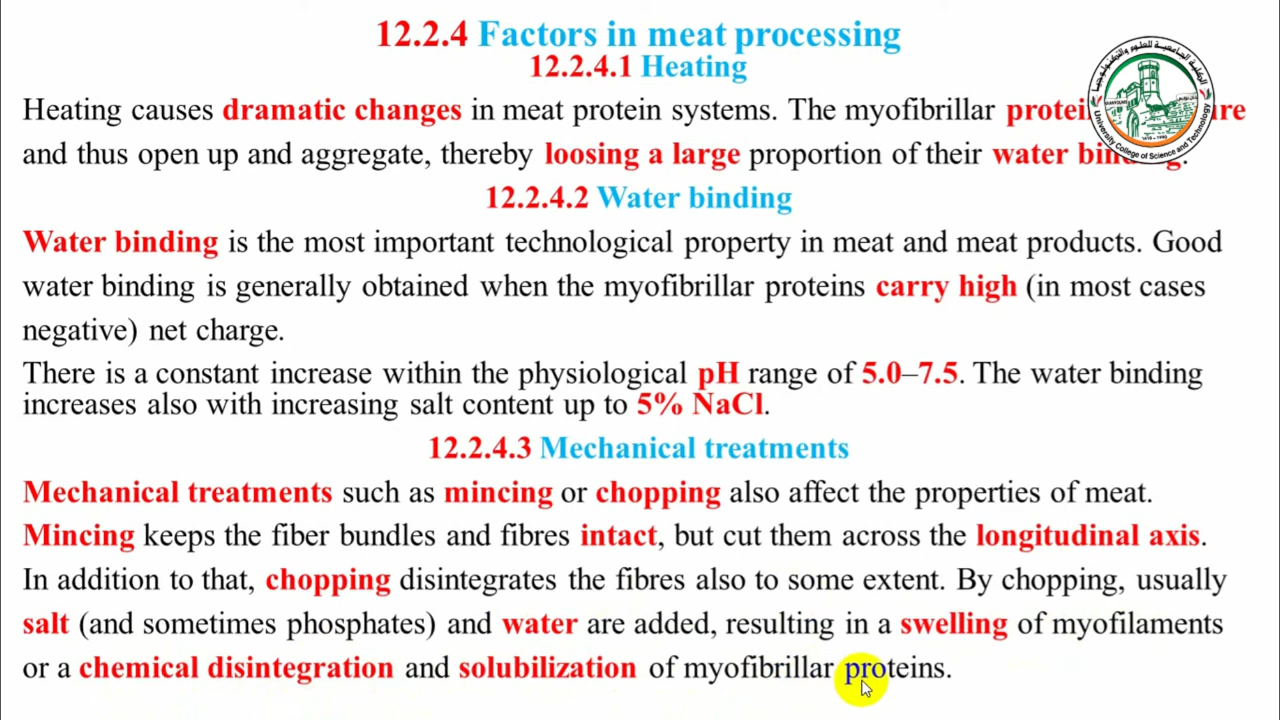 12.2.4 Factors in meat processing
12.2.4.1 Heating
Heating causes dramatic changes in meat protein systems. The myofibrillar
and thus open up and aggregate, thereby loosing a large proportion of their water
12.2.4.2 Water binding
Water binding is the most important technological property in meat and meat products. Good
water binding is generally obtained when the myofibrillar proteins carry high (in most cases
negative) net charge.
There is a constant increase within the physiological pH range of 5.0–7.5. The water binding
increases also with increasing salt content up to 5% NaCl.
12.2.4.3 Mechanical treatments
Mechanical treatments such as mincing or chopping also affect the properties of meat.
Mincing keeps the fiber bundles and fibres intact, but cut them across the longitudinal axis.
In addition to that, chopping disintegrates the fibres also to some extent. By chopping, usually
salt (and sometimes phosphates) and water are added, resulting in a swelling of myofilaments
or a chemical disintegration and solubilization of myofibrillar proteins.
University College of Science and Technology